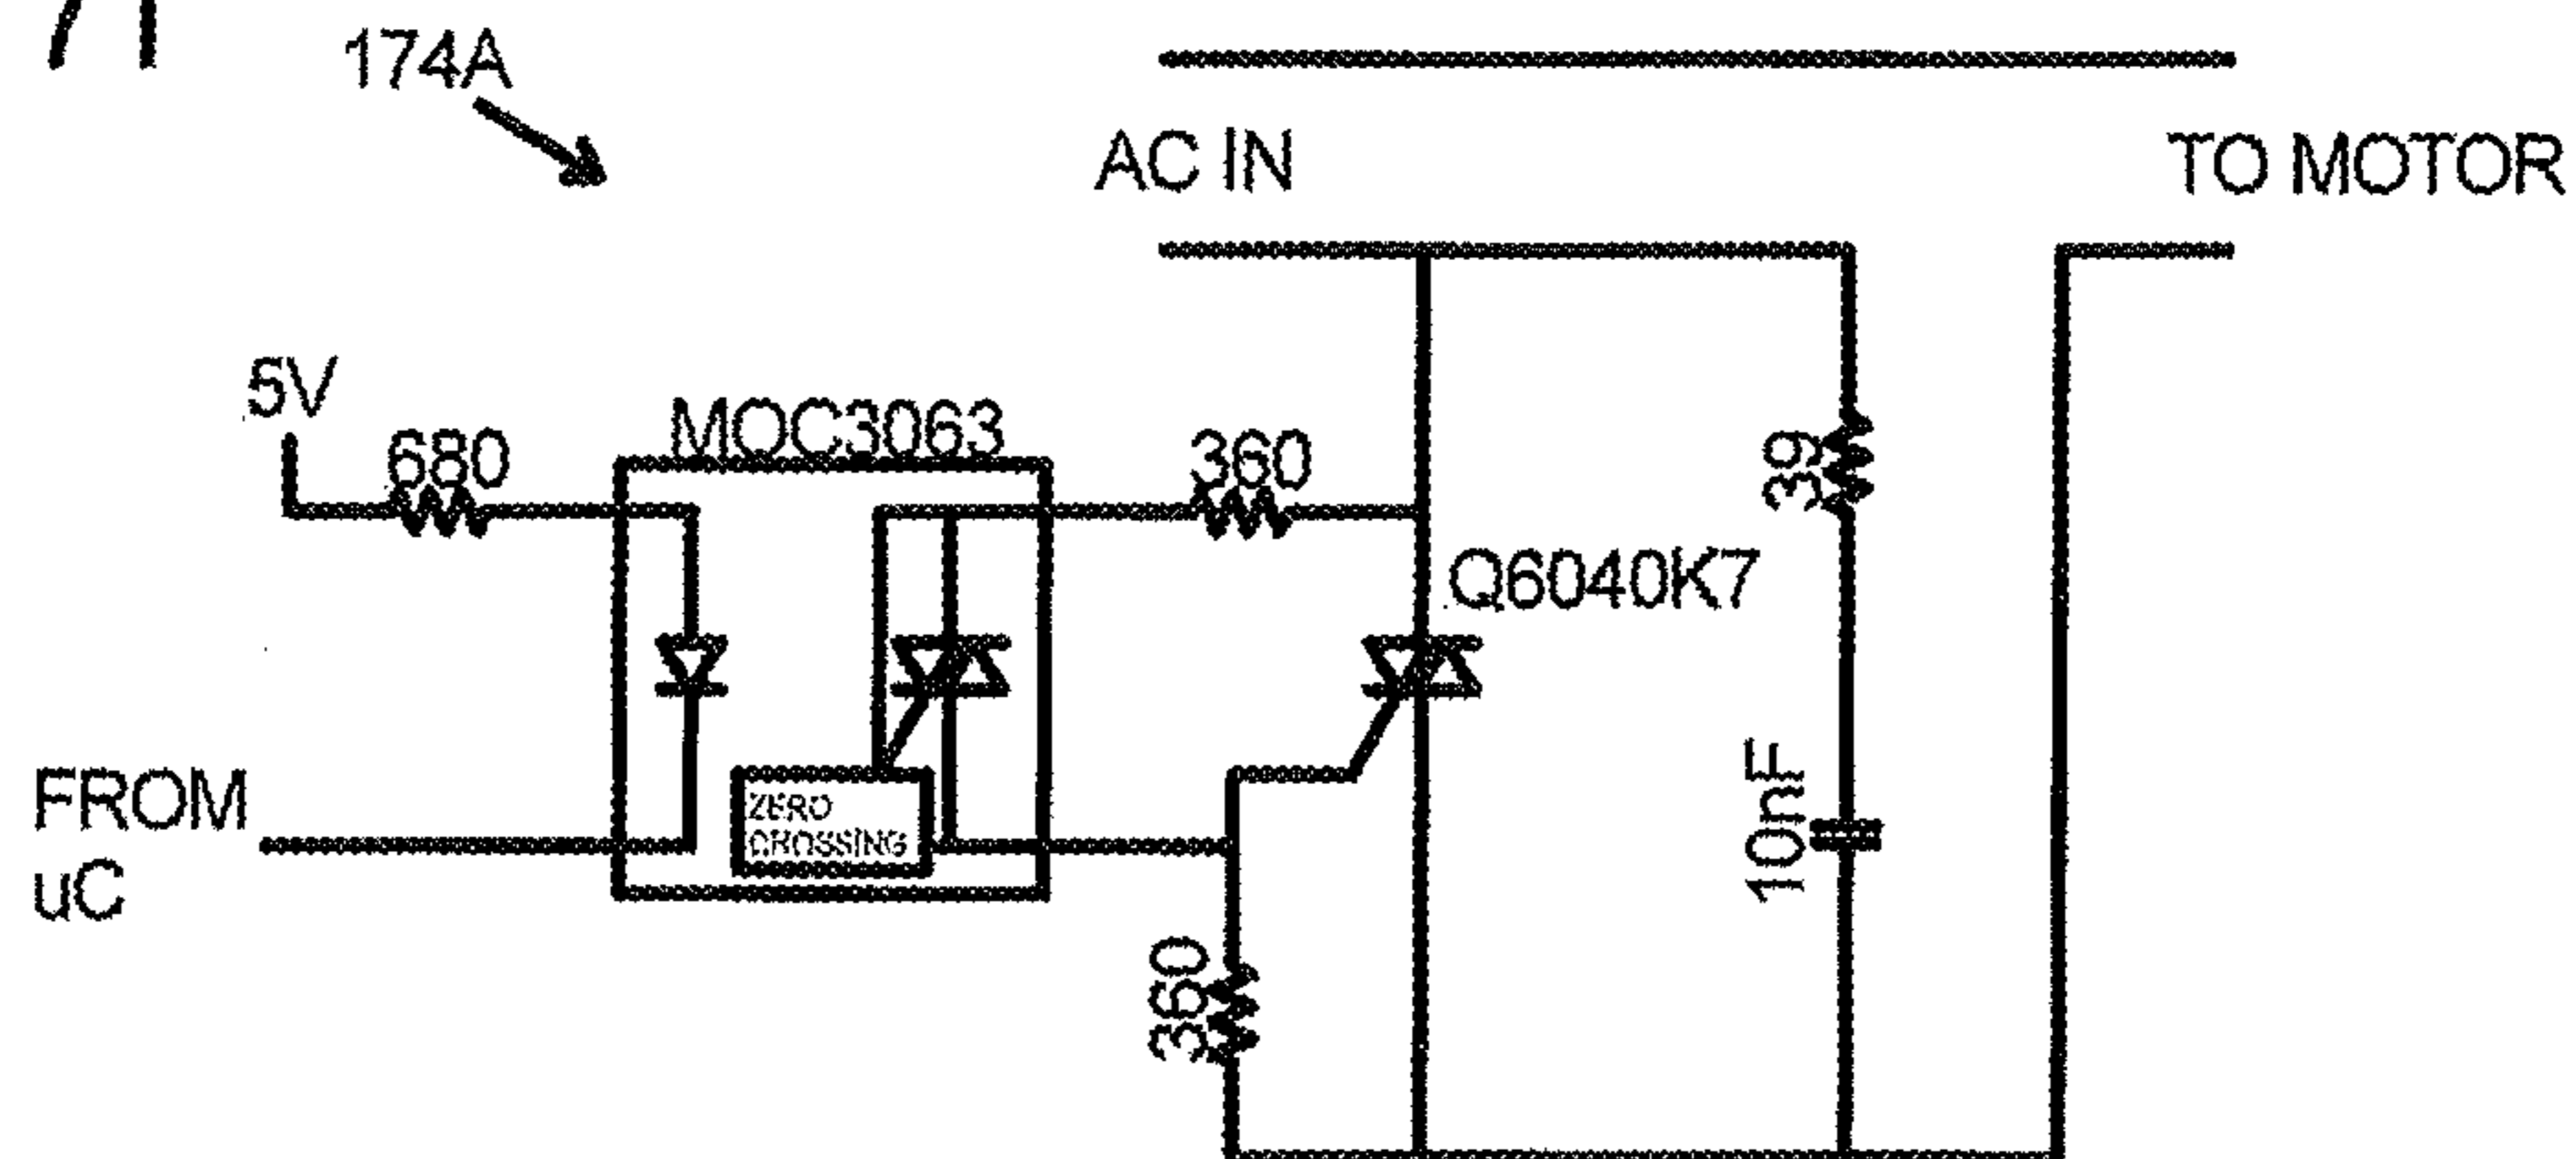 174A
AC IN
TO MOTOR
5V
680
MOC3063
360
39
Q6040K7
ZERO
CROSSING
FROM
uC
10nF
360